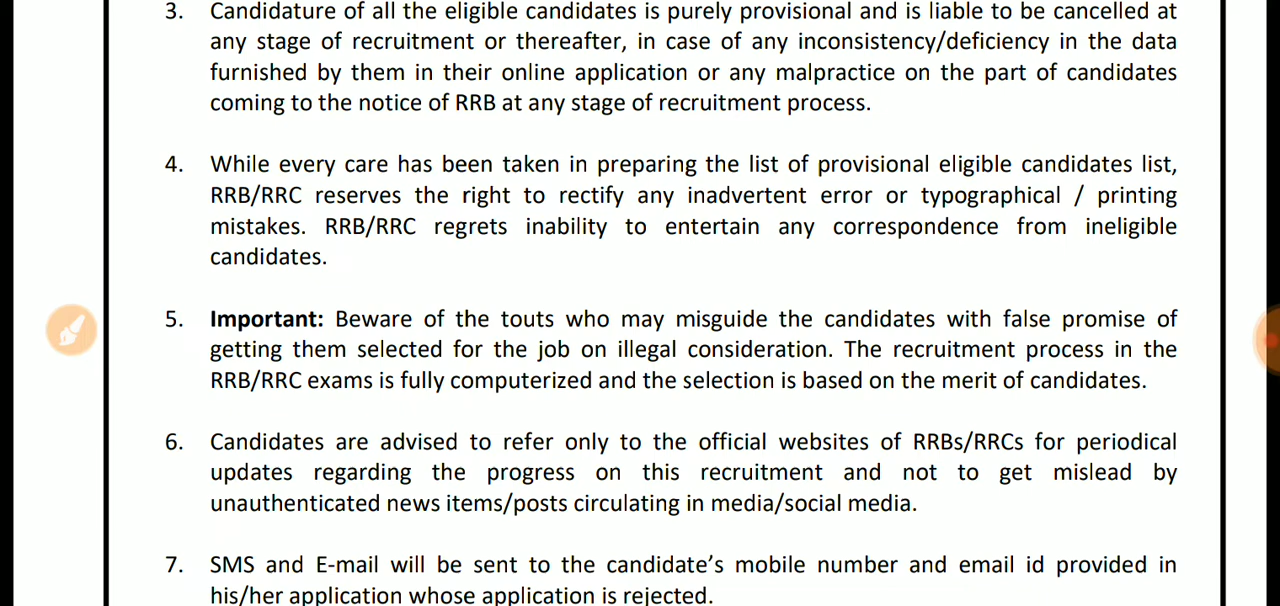 3. Candidature of all the eligible candidates is purely provisional and is liable to be cancelled at
any stage of recruitment or thereafter, in case of any inconsistency/deficiency in the data
furnished by them in their online application or any malpractice on the part of candidates
coming to the notice of RRB at any stage of recruitment process.
4. While every care has been taken in preparing the list of provisional eligible candidates list,
RRB/RRC reserves the right to rectify any inadvertent error or typographical / printing
mistakes. RRB/RRC regrets inability to entertain any correspondence from ineligible
candidates.
5. Important: Beware of the touts who may misguide the candidates with false promise of
getting them selected for the job on illegal consideration. The recruitment process in the
RRB/RRC exams is fully computerized and the selection is based on the merit of candidates.
6. Candidates are advised to refer only to the official websites of RRBs/RRCs for periodical
updates regarding the progress on this recruitment and not to get mislead by
unauthenticated news items/posts circulating in media/social media.
7. SMS and E-mail will be sent to the candidate’s mobile number and email id provided in
his/her application whose application is rejected.